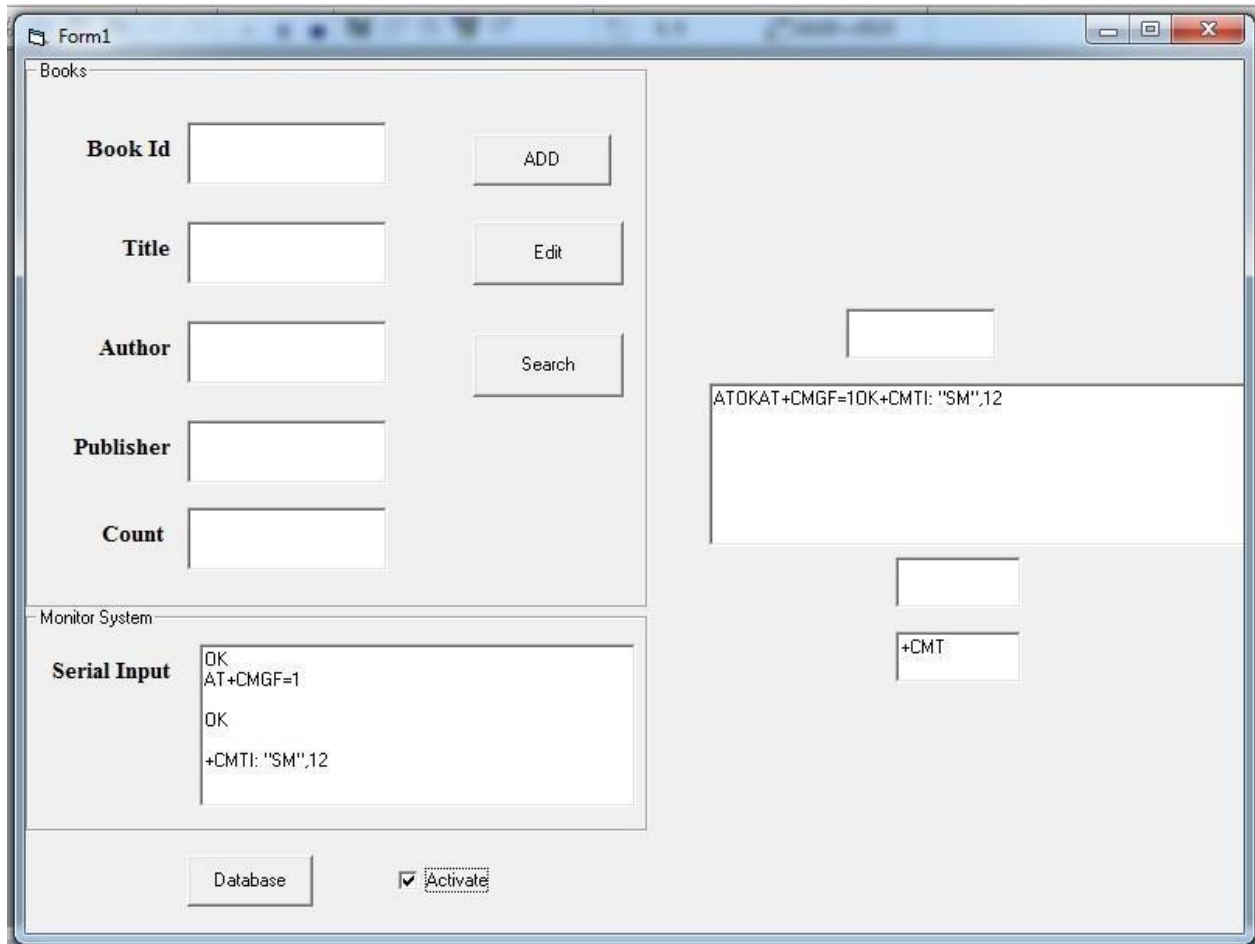 Form1
Books
Book Id
ADD
Title
Edit
Author
Search
Publisher
Count
ATOKAT+CMGF=1OK+CMTI: "SM",12
+CMT
Monitor System
Serial Input
OK
AT+CMGF=1
OK
+CMTI: "SM",12
Database
Activate